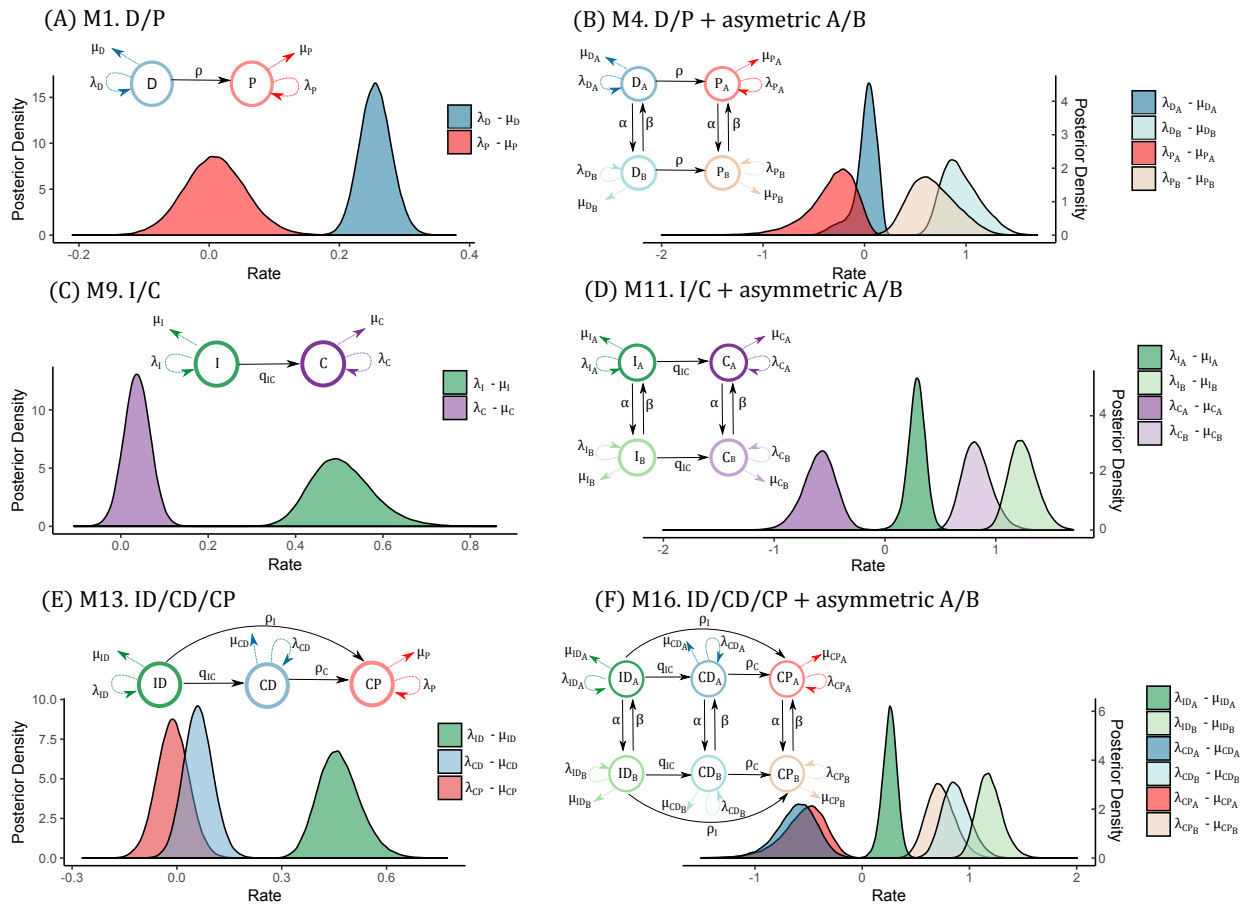 (A) M1. D/P
μD
λD
D
ρ
P
μP
λP
λD - μD
λP - μP
Posterior Density
15
10
5
0
-0.2
0.0
0.2
0.4
Rate
(B) M4. D/P + asymetric A/B
μDA
λDA
DA
ρ
PA
μPA
λPA
α
β
α
β
λDB
μDB
DB
ρ
PB
λPB
μPB
λDA - μDA
λDB - μDB
λPA - μPA
λPB - μPB
Posterior Density
4
3
2
1
0
-2
-1
0
1
Rate
(C) M9. I/C
μI
λI
I
qIC
C
μC
λC
λI - μI
λC - μC
Posterior Density
10
5
0
0.0
0.2
0.4
0.6
0.8
Rate
(D) M11. I/C + asymmetric A/B
μIA
λIA
IA
qIC
CA
μCA
λCA
α
β
α
β
λIB
μIB
IB
qIC
CB
λCB
μCB
λIA - μIA
λIB - μIB
λCA - μCA
λCB - μCB
Posterior Density
4
2
0
-2
-1
0
1
Rate
(E) M13. ID/CD/CP
ρI
μID
λID
ID
qIC
μCD
λCD
CD
ρC
CP
μP
λP
λID - μID
λCD - μCD
λCP - μCP
Posterior Density
10.0
7.5
5.0
2.5
0.0
-0.3
0.0
0.3
0.6
Rate
(F) M16. ID/CD/CP + asymmetric A/B
ρI
μIDA
λIDA
IDA
qIC
μCDA
λCDA
CDA
ρC
CPA
μCPA
λCPA
α
β
α
β
α
β
λIDB
μIDB
IDB
qIC
CDB
μCDB
λCDB
ρC
CPB
λCPB
μCPB
ρI
λIDA - μIDA
λIDB - μIDB
λCDA - μCDA
λCDB - μCDB
λCPA - μCPA
λCPB - μCPB
Posterior Density
6
4
2
0
-1
0
1
2
Rate